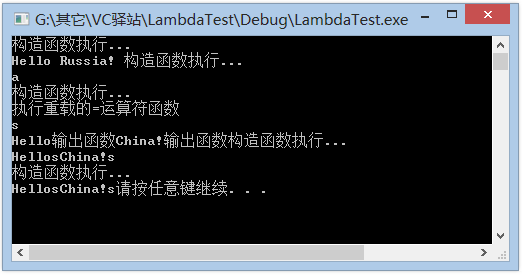 G:\其它\VC驿站\LambdaTest\Debug\LambdaTest.exe
构造函数执行...
Hello Russia! 构造函数执行...
a
构造函数执行...
执行重载的=运算符函数
s
Hello输出函数China!输出函数构造函数执行...
HellosChina!s
构造函数执行...
HellosChina!s请按任意键继续. . .